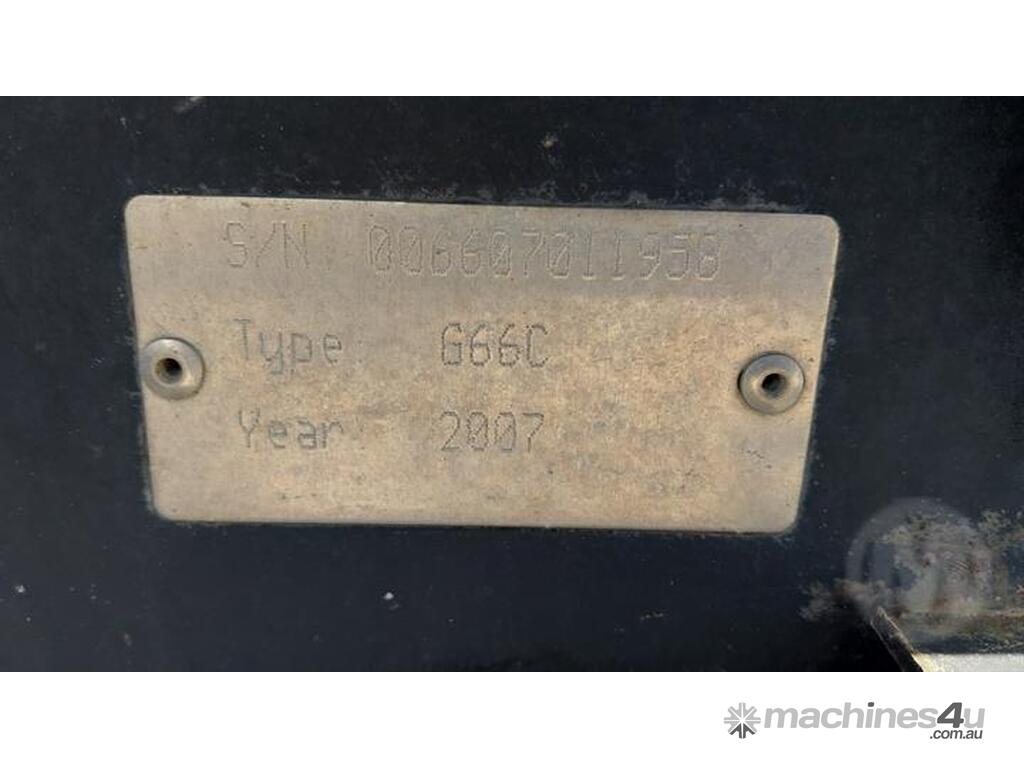 S/N 006607011958
Type G66C
Year 2007
machines4u
.com.au